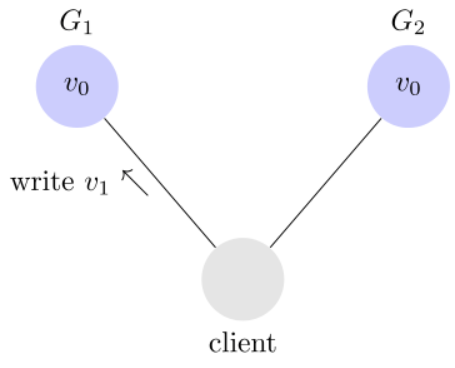 G₁ G₂
v₀ v₀
write v₁
client